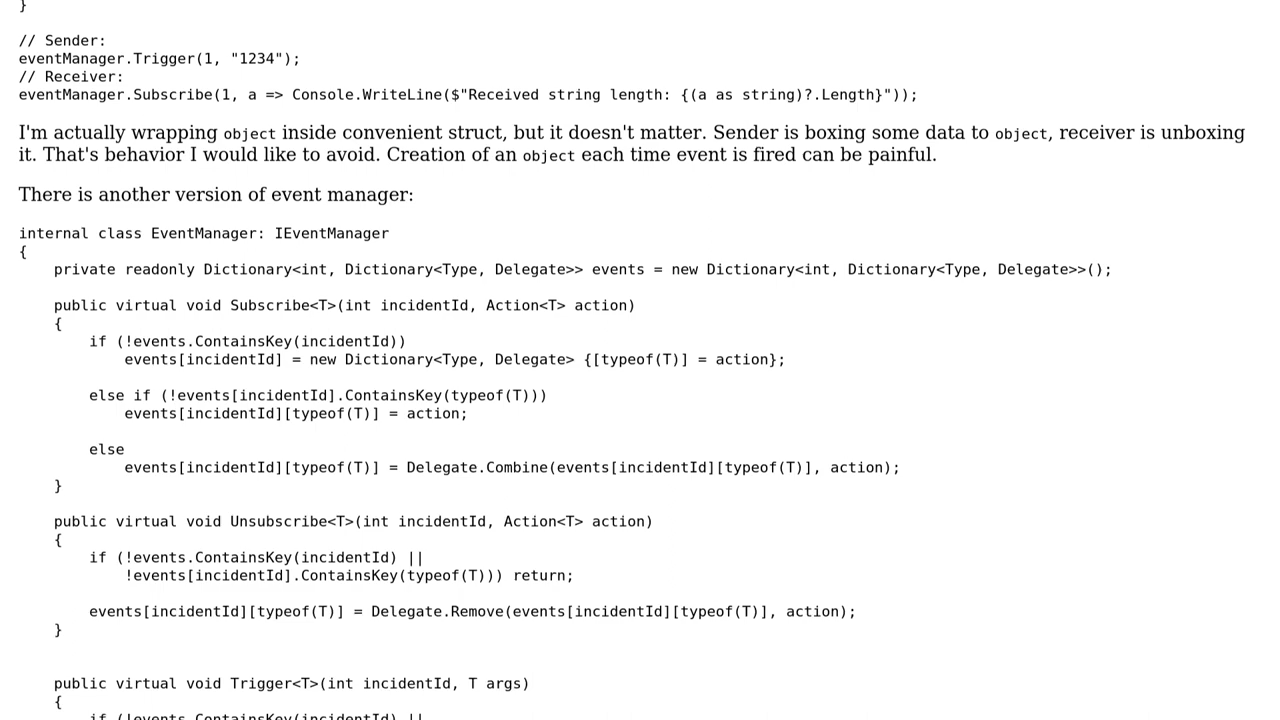 }
// Sender:
eventManager.Trigger(1, "1234");
// Receiver:
eventManager.Subscribe(1, a => Console.WriteLine($"Received string length: {(a as string)?.Length}"));
I'm actually wrapping object inside convenient struct, but it doesn't matter. Sender is boxing some data to object, receiver is unboxing
it. That's behavior I would like to avoid. Creation of an object each time event is fired can be painful.
There is another version of event manager:
internal class EventManager: IEventManager
{
    private readonly Dictionary<int, Dictionary<Type, Delegate>> events = new Dictionary<int, Dictionary<Type, Delegate>>();
    public virtual void Subscribe<T>(int incidentId, Action<T> action)
    {
        if (!events.ContainsKey(incidentId))
            events[incidentId] = new Dictionary<Type, Delegate> {[typeof(T)] = action};
        else if (!events[incidentId].ContainsKey(typeof(T)))
            events[incidentId][typeof(T)] = action;
        else
            events[incidentId][typeof(T)] = Delegate.Combine(events[incidentId][typeof(T)], action);
    }
    public virtual void Unsubscribe<T>(int incidentId, Action<T> action)
    {
        if (!events.ContainsKey(incidentId) ||
            !events[incidentId].ContainsKey(typeof(T))) return;
        events[incidentId][typeof(T)] = Delegate.Remove(events[incidentId][typeof(T)], action);
    }
    public virtual void Trigger<T>(int incidentId, T args)
    {
        if (!events.ContainsKey(incidentId) ||